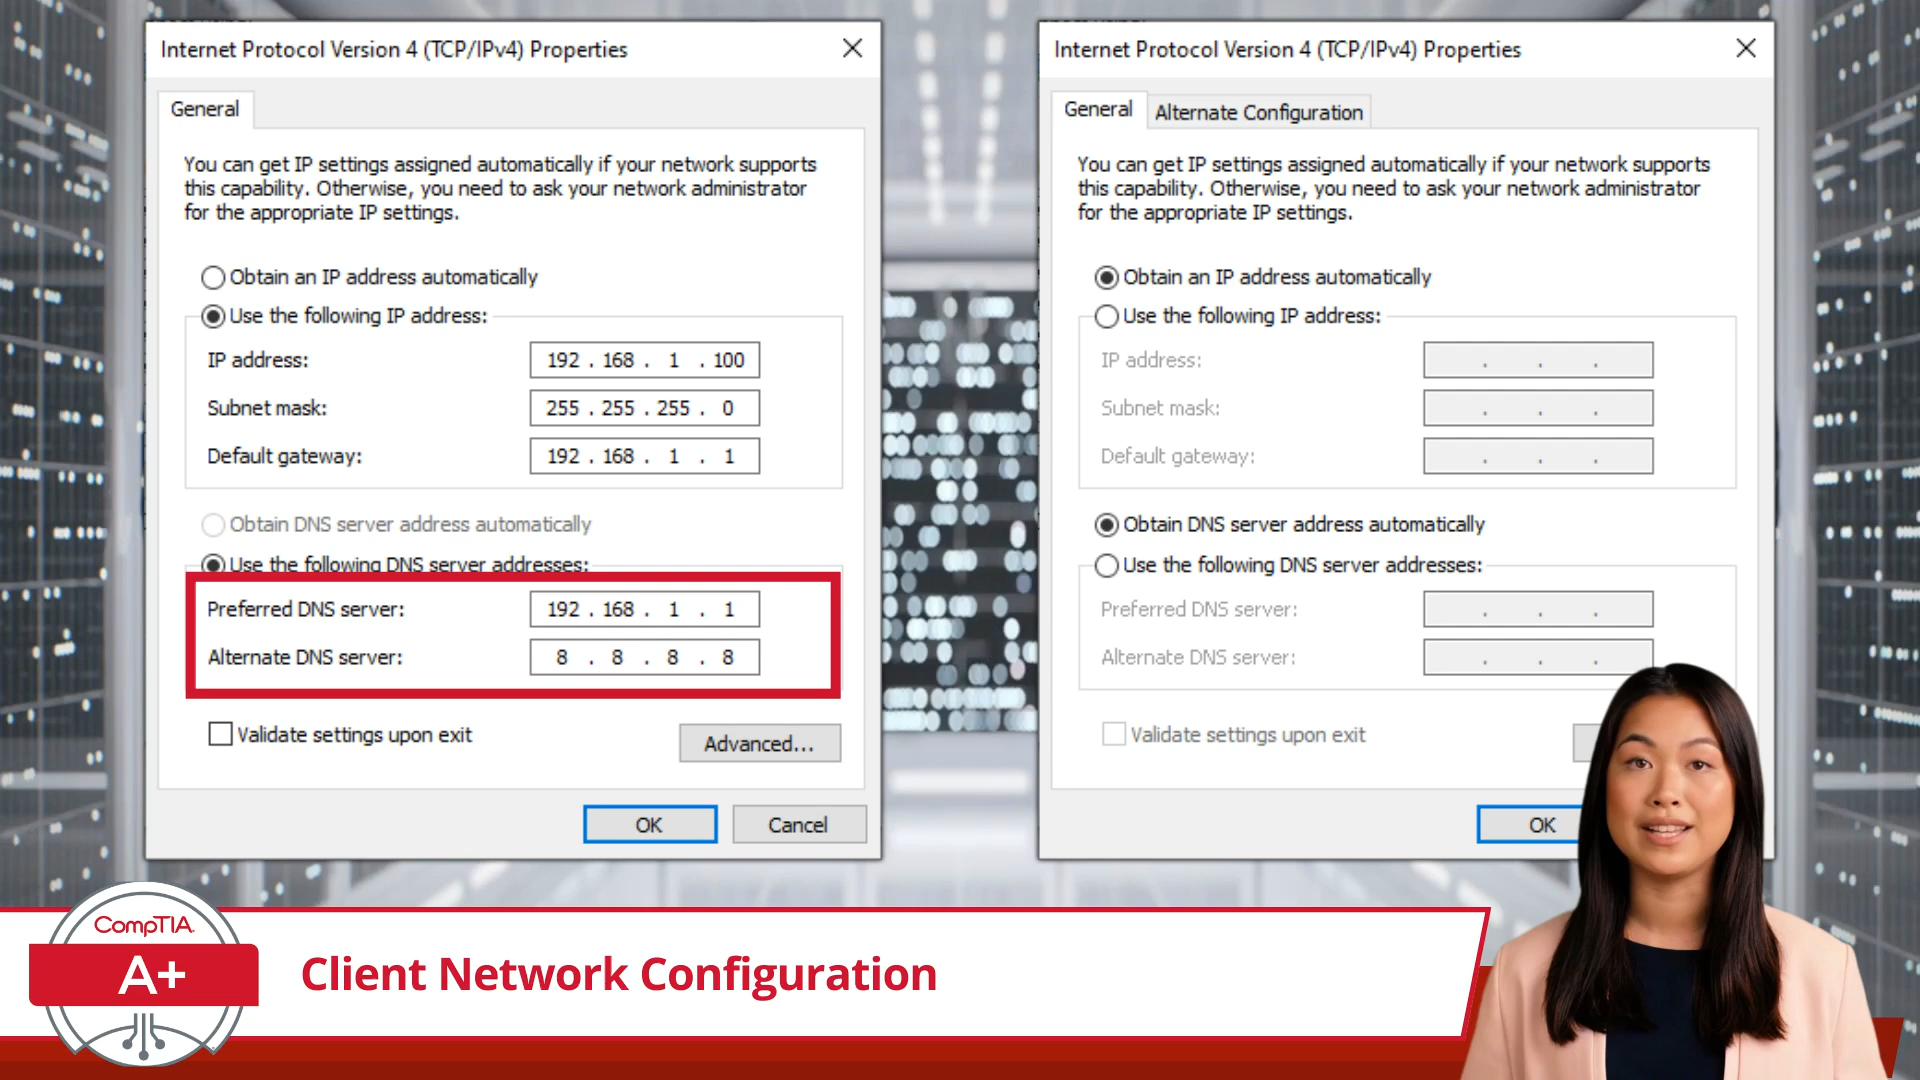 Internet Protocol Version 4 (TCP/IPv4) Properties
General
You can get IP settings assigned automatically if your network supports
this capability. Otherwise, you need to ask your network administrator
for the appropriate IP settings.
Obtain an IP address automatically
Use the following IP address:
IP address: 192 . 168 . 1 . 100
Subnet mask: 255 . 255 . 255 . 0
Default gateway: 192 . 168 . 1 . 1
Obtain DNS server address automatically
Use the following DNS server addresses:
Preferred DNS server: 192 . 168 . 1 . 1
Alternate DNS server: 8 . 8 . 8 . 8
Validate settings upon exit
Advanced...
OK Cancel
Internet Protocol Version 4 (TCP/IPv4) Properties
General Alternate Configuration
You can get IP settings assigned automatically if your network supports
this capability. Otherwise, you need to ask your network administrator
for the appropriate IP settings.
Obtain an IP address automatically
Use the following IP address:
IP address: . . .
Subnet mask: . . .
Default gateway: . . .
Obtain DNS server address automatically
Use the following DNS server addresses:
Preferred DNS server: . . .
Alternate DNS server: . . .
Validate settings upon exit
OK
CompTIA.
A+
Client Network Configuration